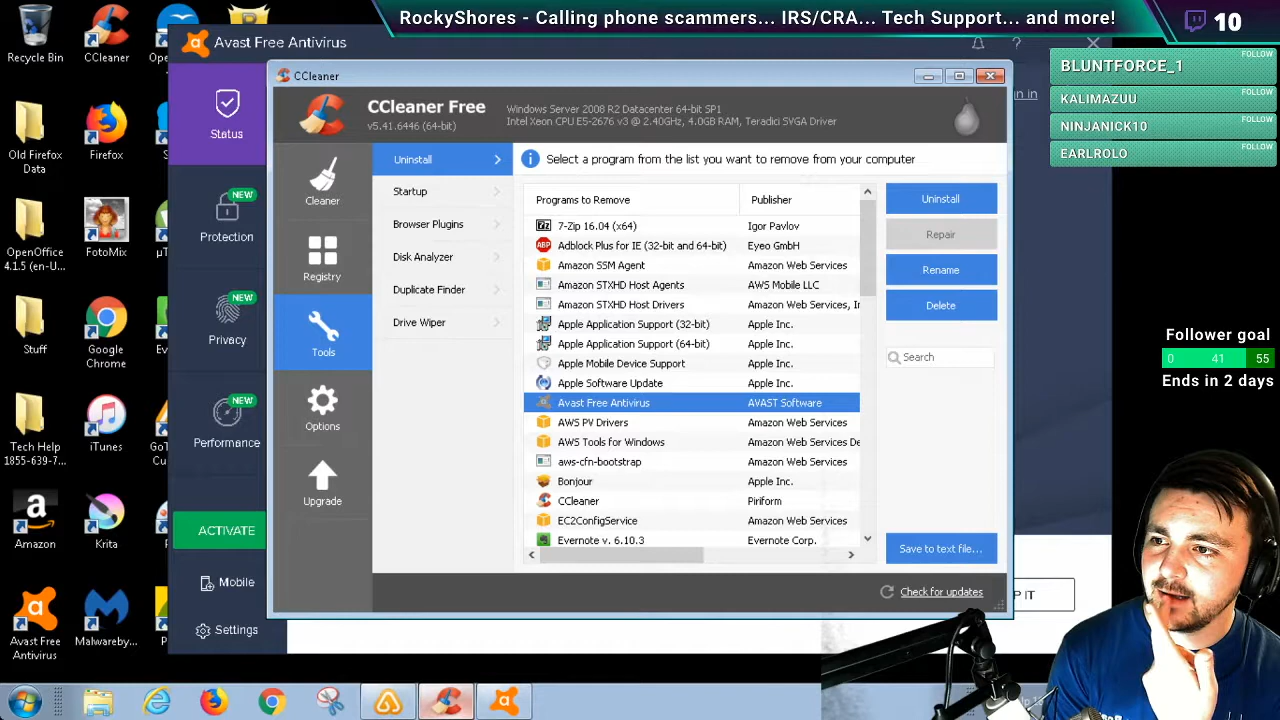 RockyShores - Calling phone scammers... IRS/CRA... Tech Support... and more!
10
FOLLOW
BLUNTFORCE_1
FOLLOW
KALIMAZUU
FOLLOW
NINJANICK10
FOLLOW
EARLROLO
Follower goal
0 41 55
Ends in 2 days
Recycle Bin
CCleaner
Old Firefox
Data
Firefox
OpenOffice
4.1.5 (en-U...
FotoMix
Stuff
Google
Chrome
Tech Help
1855-639-7...
iTunes
Amazon
Krita
Avast Free
Antivirus
Malwareby...
Avast Free Antivirus
?
Status
NEW
Protection
NEW
Privacy
NEW
Performance
ACTIVATE
Mobile
Settings
CCleaner
CCleaner Free
v5.41.6446 (64-bit)
Windows Server 2008 R2 Datacenter 64-bit SP1
Intel Xeon CPU E5-2676 v3 @ 2.40GHz, 4.0GB RAM, Teradici SVGA Driver
Cleaner
Registry
Tools
Options
Upgrade
Uninstall
Startup
Browser Plugins
Disk Analyzer
Duplicate Finder
Drive Wiper
Select a program from the list you want to remove from your computer
Programs to Remove Publisher
7-Zip 16.04 (x64) Igor Pavlov
ABP Adblock Plus for IE (32-bit and 64-bit) Eyeo GmbH
Amazon SSM Agent Amazon Web Services
Amazon STXHD Host Agents AWS Mobile LLC
Amazon STXHD Host Drivers Amazon Web Services, In
Apple Application Support (32-bit) Apple Inc.
Apple Application Support (64-bit) Apple Inc.
Apple Mobile Device Support Apple Inc.
Apple Software Update Apple Inc.
Avast Free Antivirus AVAST Software
AWS PV Drivers Amazon Web Services
AWS Tools for Windows Amazon Web Services De
aws-cfn-bootstrap Amazon Web Services
Bonjour Apple Inc.
CCleaner Piriform
EC2ConfigService Amazon Web Services
Evernote v. 6.10.3 Evernote Corp.
Uninstall
Repair
Rename
Delete
Search
Save to text file...
Check for updates